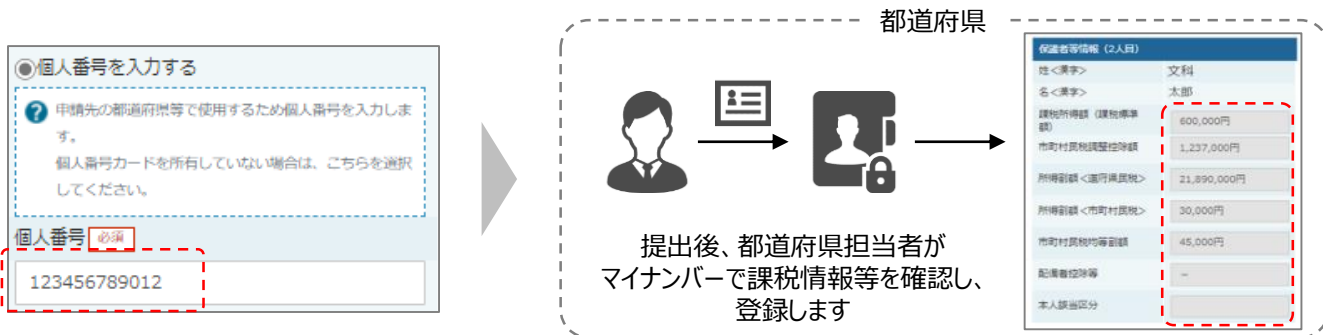 個人番号を入力する
申請先の都道府県等で使用するため個人番号を入力しま
す。
個人番号カードを所有していない場合は、こちらを選択
してください。
個人番号 必須
123456789012
都道府県
提出後、都道府県担当者が
マイナンバーで課税情報等を確認し、
登録します
保護者等情報（2人目）
姓<漢字> 文科
名<漢字> 太郎
課税所得額（課税標準
額） 600,000円
市町村民税調整控除額 1,237,000円
所得割額<道府県民税> 21,890,000円
所得割額<市町村民税> 30,000円
市町村民税均等割額 45,000円
配偶者控除等 －
本人該当区分